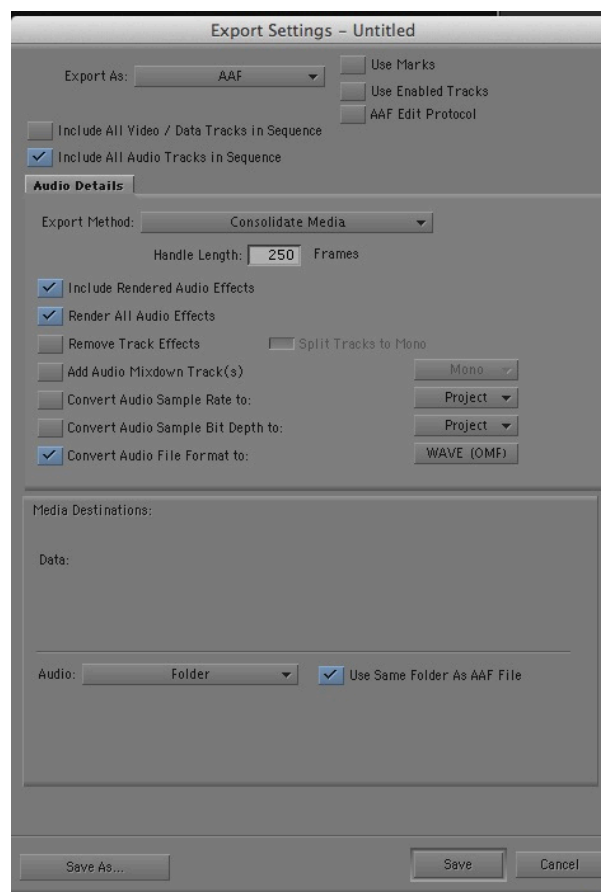 Export Settings – Untitled
Export As: AAF
Use Marks
Use Enabled Tracks
AAF Edit Protocol
Include All Video / Data Tracks in Sequence
Include All Audio Tracks in Sequence
Audio Details
Export Method: Consolidate Media
Handle Length: 250 Frames
Include Rendered Audio Effects
Render All Audio Effects
Remove Track Effects Split Tracks to Mono
Add Audio Mixdown Track(s) Mono
Convert Audio Sample Rate to: Project
Convert Audio Sample Bit Depth to: Project
Convert Audio File Format to: WAVE (OMF)
Media Destinations:
Data:
Audio: Folder Use Same Folder As AAF File
Save As... Save Cancel